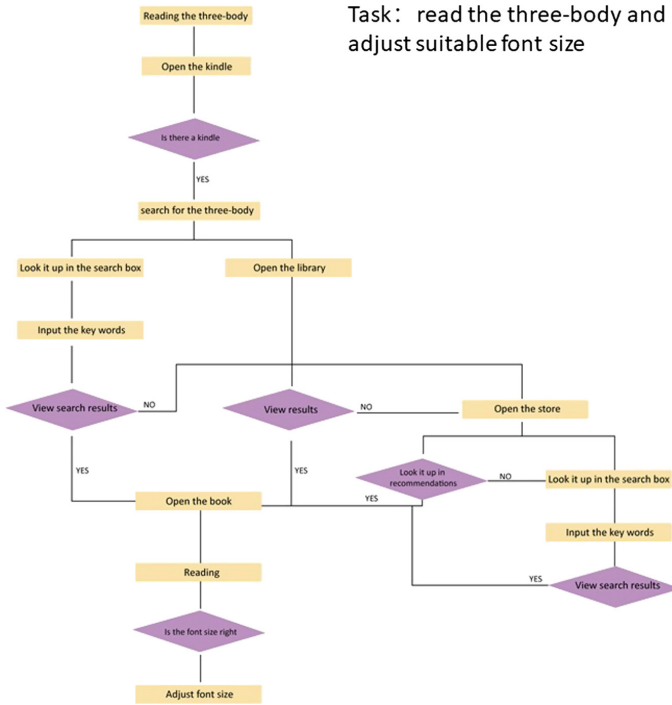 Task： read the three-body and
adjust suitable font size
Reading the three-body
Open the kindle
Is there a kindle
YES
search for the three-body
Look it up in the search box
Open the library
Input the key words
View search results
NO
View results
NO
Open the store
YES
YES
Look it up in
recommendations
NO
Look it up in the search box
YES
Open the book
Input the key words
Reading
YES
View search results
Is the font size right
Adjust font size